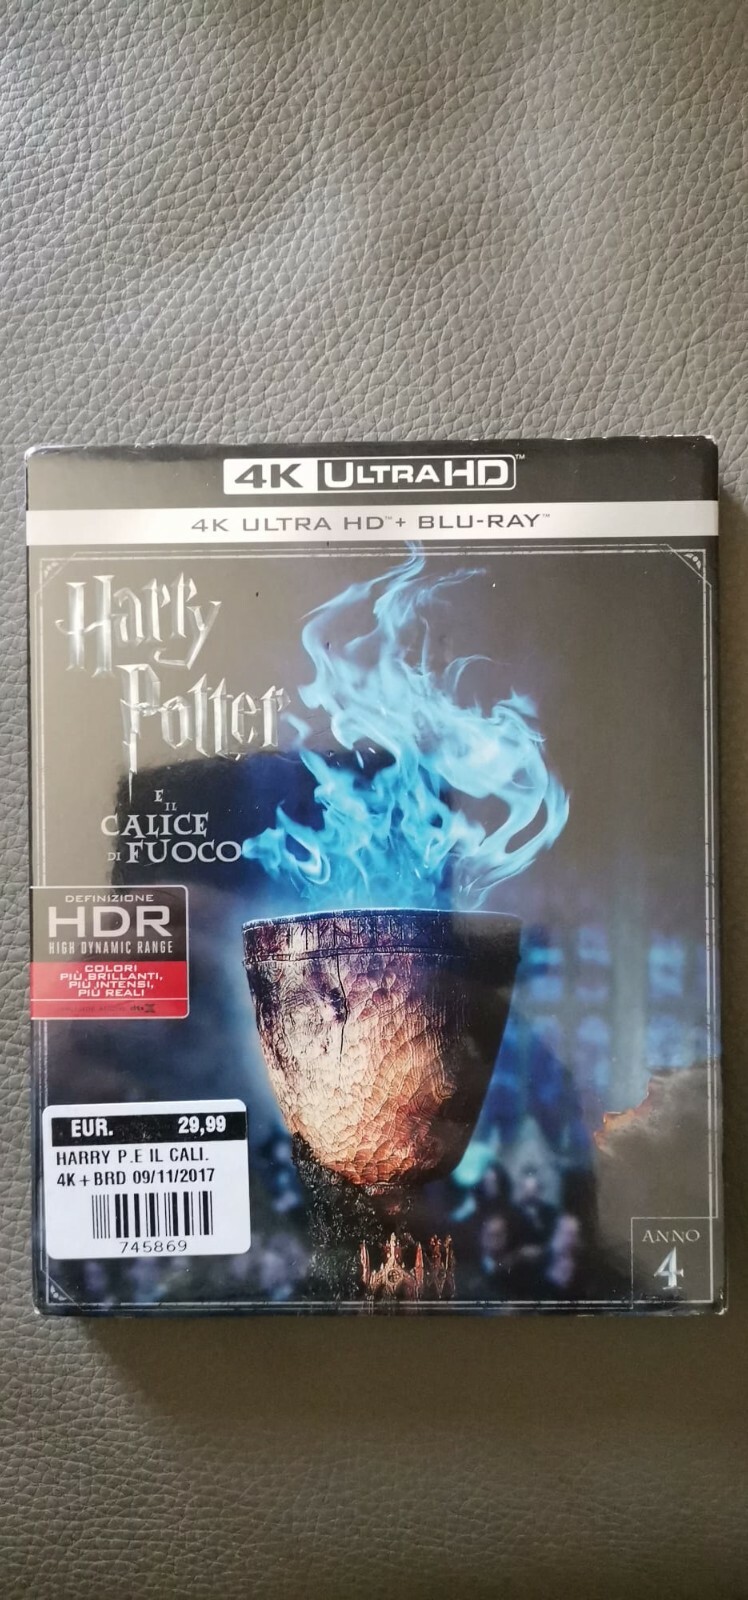 4K ULTRA HD™
4K ULTRA HD™ + BLU-RAY™
Harry
Potter
E
IL
CALICE
DI FUOCO
DEFINIZIONE
HDR
HIGH DYNAMIC RANGE
COLORI
PIÙ BRILLANTI,
PIÙ INTENSI,
PIÙ REALI
EUR. 29,99
HARRY P.E IL CALI.
4K + BRD 09/11/2017
745869
ANNO
4